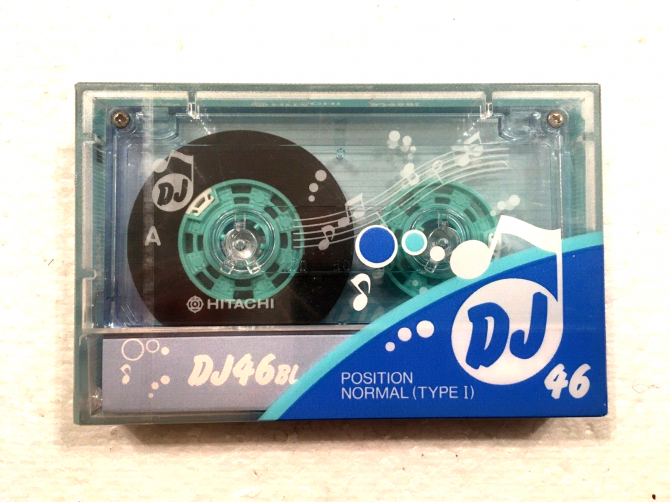 DJ
A
HITACHI
DJ46BL
POSITION
NORMAL (TYPE I)
DJ
46